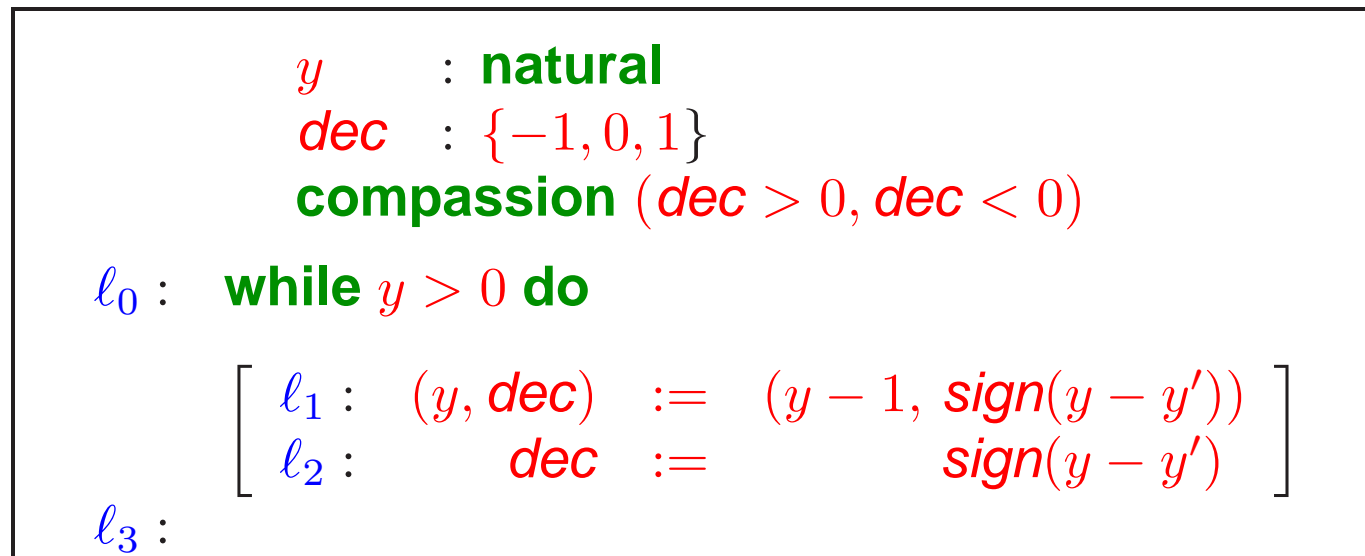 y : natural
dec : {−1, 0, 1}
compassion (dec > 0, dec < 0)
ℓ₀ : while y > 0 do
ℓ₁ : (y, dec) := (y − 1, sign(y − y′))
ℓ₂ : dec := sign(y − y′)
ℓ₃ :